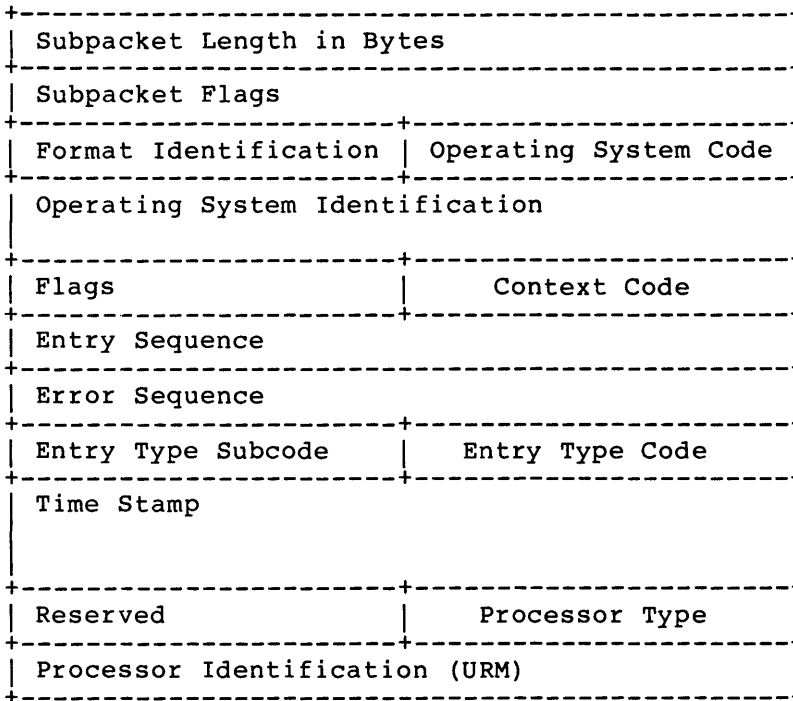 Subpacket Length in Bytes
Subpacket Flags
Format Identification | Operating System Code
Operating System Identification
Flags | Context Code
Entry Sequence
Error Sequence
Entry Type Subcode | Entry Type Code
Time Stamp
Reserved | Processor Type
Processor Identification (URM)